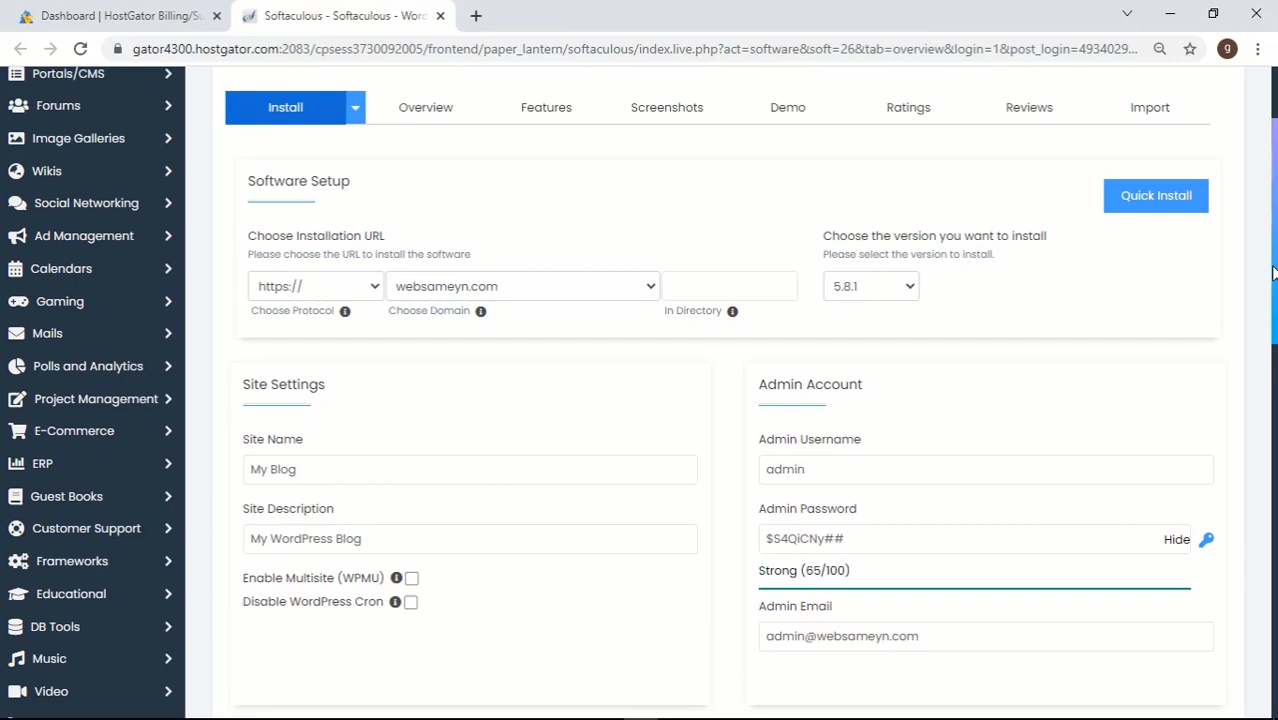 Dashboard | HostGator Billing/Su
Softaculous - Softaculous - Wor
gator4300.hostgator.com:2083/cpsess3730092005/frontend/paper_lantern/softaculous/index.live.php?act=software&soft=26&tab=overview&login=1&post_login=4934029...
g
Portals/CMS
Forums
Image Galleries
Wikis
Social Networking
Ad Management
Calendars
Gaming
Mails
Polls and Analytics
Project Management
E-Commerce
ERP
Guest Books
Customer Support
Frameworks
Educational
DB Tools
Music
Video
Install Overview Features Screenshots Demo Ratings Reviews Import
Software Setup
Quick Install
Choose Installation URL
Please choose the URL to install the software
https:// websameyn.com
Choose Protocol Choose Domain In Directory
Choose the version you want to install
Please select the version to install.
5.8.1
Site Settings
Site Name
My Blog
Site Description
My WordPress Blog
Enable Multisite (WPMU)
Disable WordPress Cron
Admin Account
Admin Username
admin
Admin Password
$S4QiCNy## Hide
Strong (65/100)
Admin Email
admin@websameyn.com